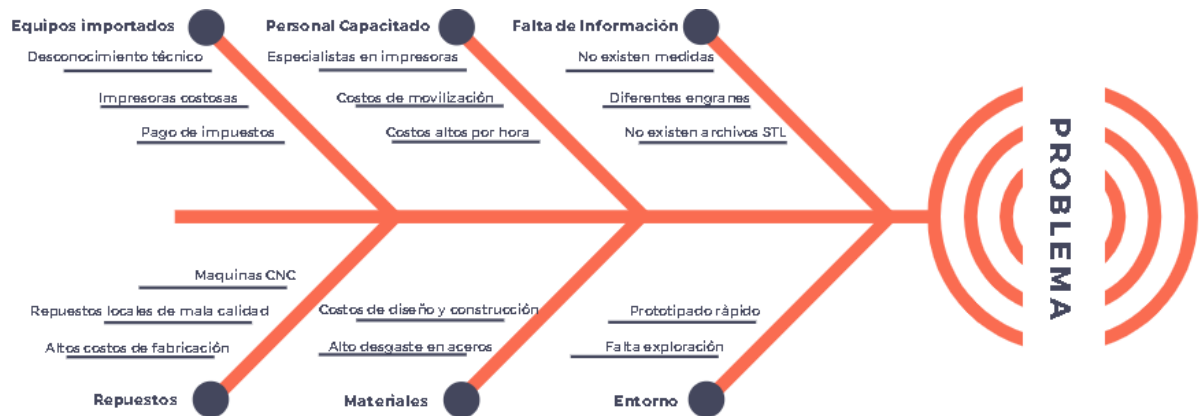 Equipos importados
Personal Capacitado
Falta de Información
Desconocimiento técnico
Especialistas en impresoras
No existen medidas
Impresoras costosas
Costos de movilización
Diferentes engranes
Pago de impuestos
Costos altos por hora
No existen archivos STL
PROBLEMA
Maquinas CNC
Repuestos locales de mala calidad
Costos de diseño y construcción
Prototipado ràpido
Altos costos de fabricación
Alto desgaste en aceros
Falta exploración
Repuestos
Materiales
Entorno